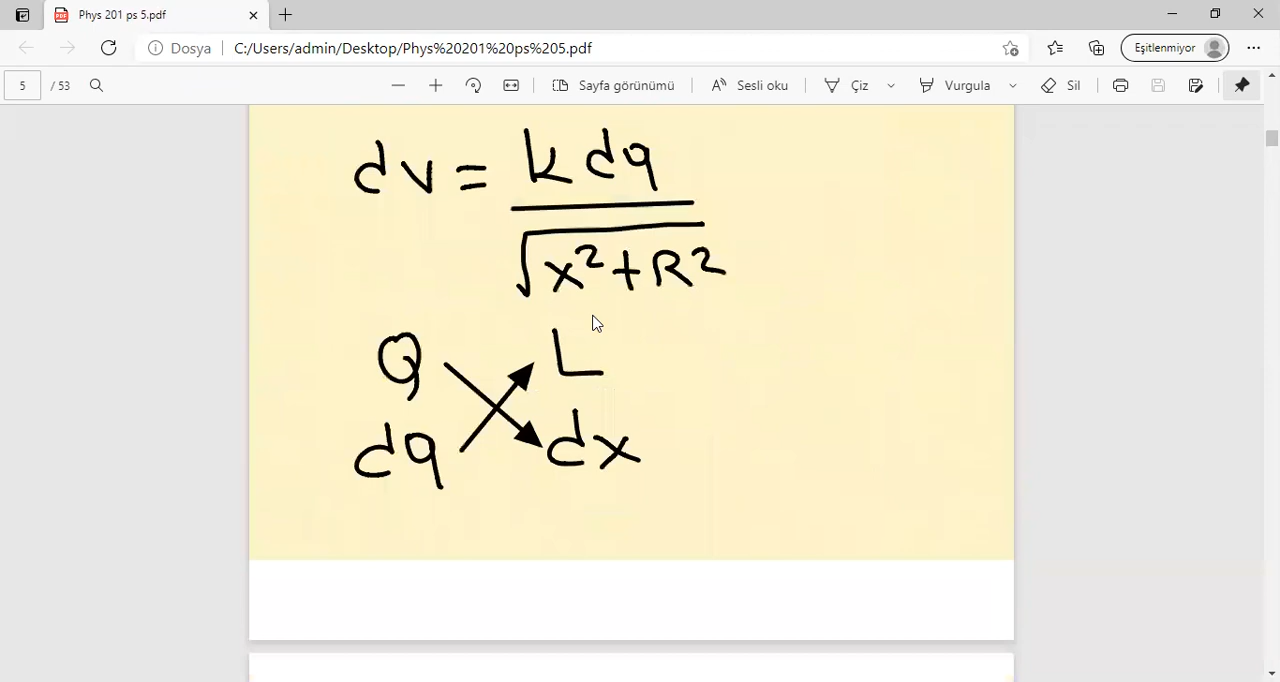 Phys 201 ps 5.pdf
Dosya C:/Users/admin/Desktop/Phys%20201%20ps%205.pdf Eşitlenmiyor
5 / 53 Sayfa görünümü Sesli oku Çiz Vurgula Sil
dv = k dq / √x²+R²
Q L
dq dx